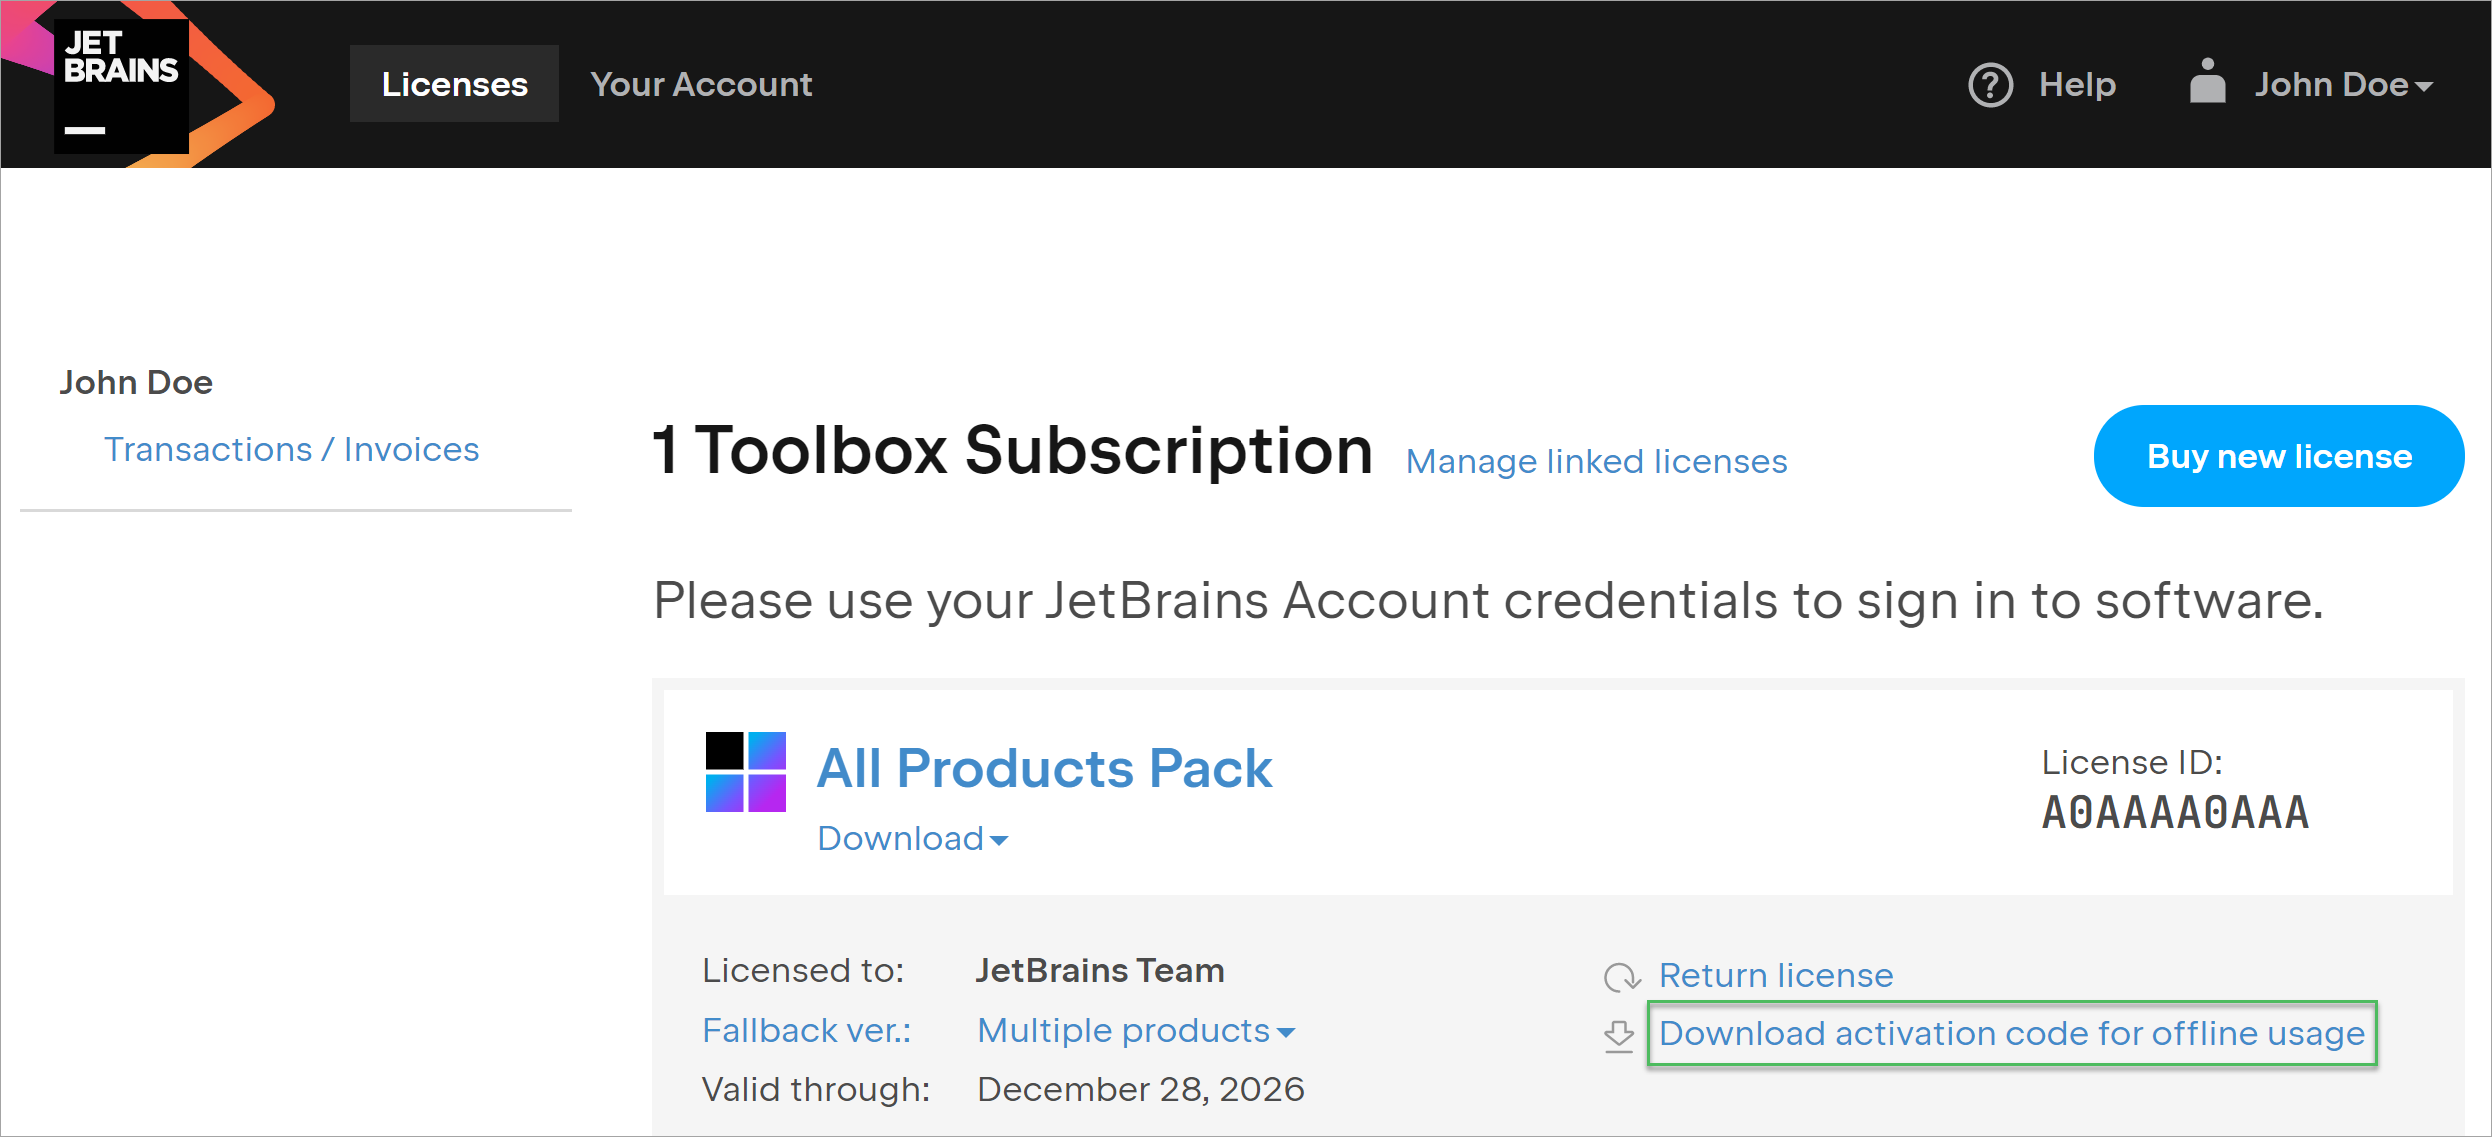 JET
BRAINS
Licenses
Your Account
Help
John Doe
John Doe
Transactions / Invoices
1 Toolbox Subscription
Manage linked licenses
Buy new license
Please use your JetBrains Account credentials to sign in to software.
All Products Pack
Download
License ID:
A0AAAA0AAA
Licensed to: JetBrains Team
Fallback ver.: Multiple products
Valid through: December 28, 2026
Return license
Download activation code for offline usage